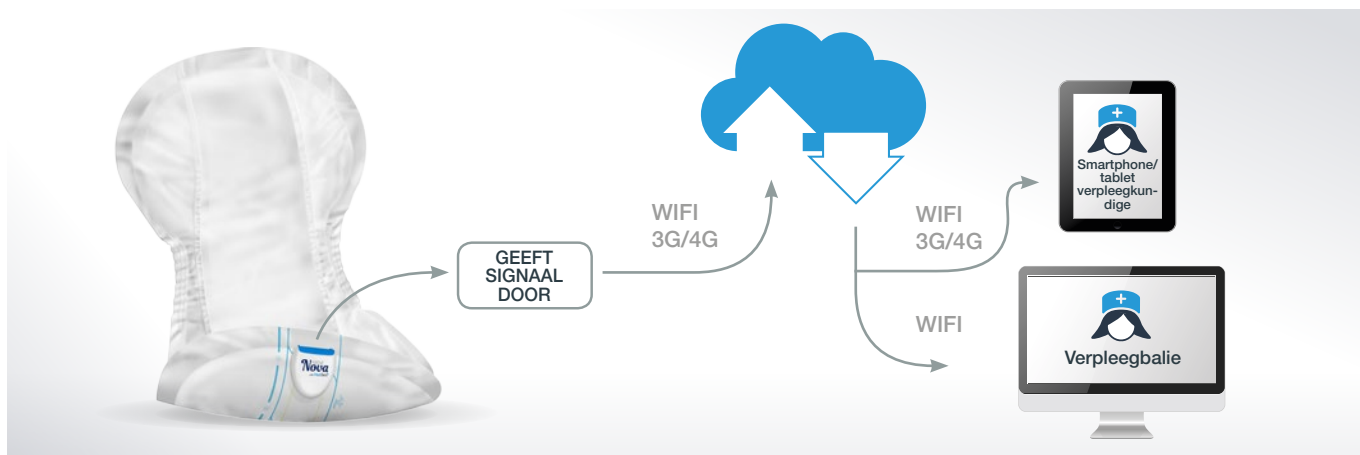 Nova
GEEFT
SIGNAAL
DOOR
WIFI
3G/4G
WIFI
3G/4G
WIFI
Smartphone/
tablet
verpleegkun-
dige
Verpleegbalie